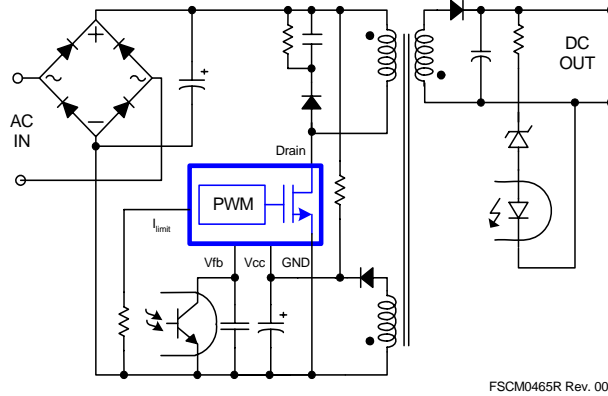 DC
OUT
AC
IN
Drain
PWM
Ilimit
Vfb
Vcc
GND
FSCM0465R Rev. 00